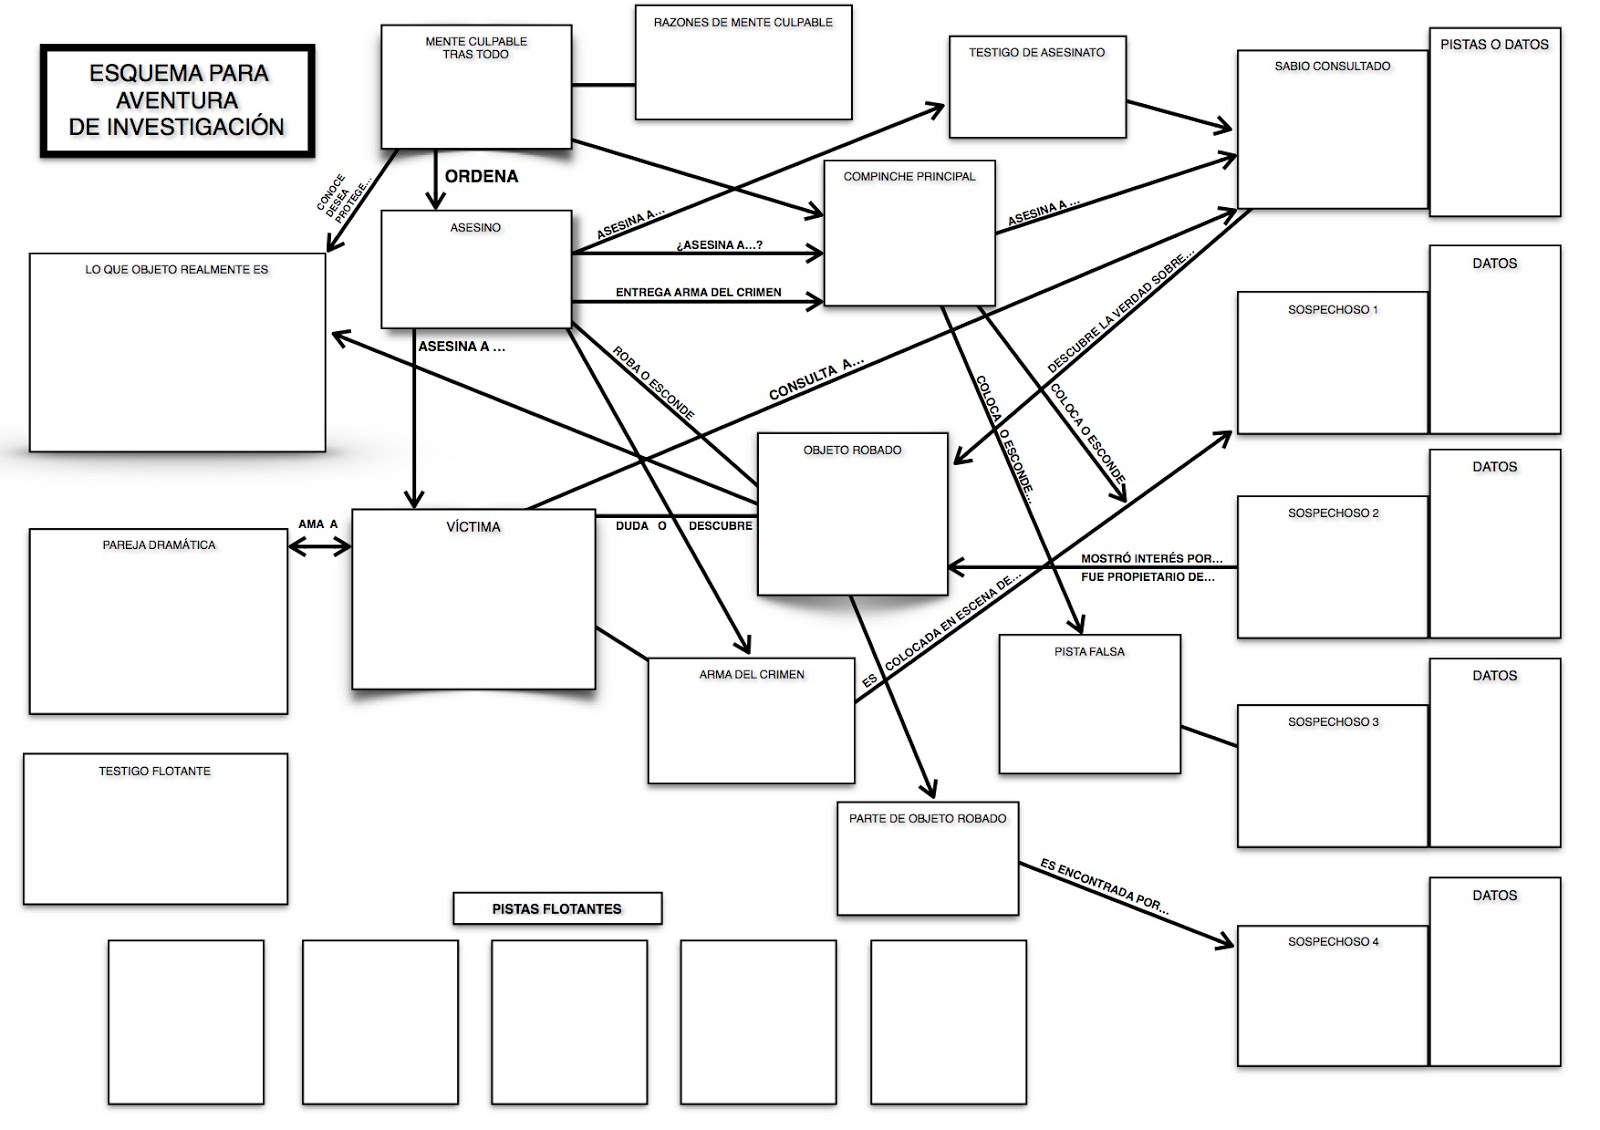 ESQUEMA PARA
AVENTURA
DE INVESTIGACIÓN
MENTE CULPABLE
TRAS TODO
RAZONES DE MENTE CULPABLE
TESTIGO DE ASESINATO
SABIO CONSULTADO
PISTAS O DATOS
CONOCE
DESEA
PROTEGE...
ORDENA
ASESINO
ASESINA A...
¿ASESINA A...?
ENTREGA ARMA DEL CRIMEN
COMPINCHE PRINCIPAL
ASESINA A ...
LO QUE OBJETO REALMENTE ES
ASESINA A ...
ROBA O ESCONDE
CONSULTA A...
DESCUBRE LA VERDAD SOBRE...
COLOCA O ESCONDE...
COLOCA O ESCONDE
SOSPECHOSO 1
DATOS
OBJETO ROBADO
PAREJA DRAMÁTICA
AMA A
VÍCTIMA
DUDA O DESCUBRE
MOSTRÓ INTERÉS POR...
FUE PROPIETARIO DE...
SOSPECHOSO 2
DATOS
ARMA DEL CRIMEN
ES COLOCADA EN ESCENA DE...
PISTA FALSA
SOSPECHOSO 3
DATOS
TESTIGO FLOTANTE
PARTE DE OBJETO ROBADO
ES ENCONTRADA POR...
SOSPECHOSO 4
DATOS
PISTAS FLOTANTES